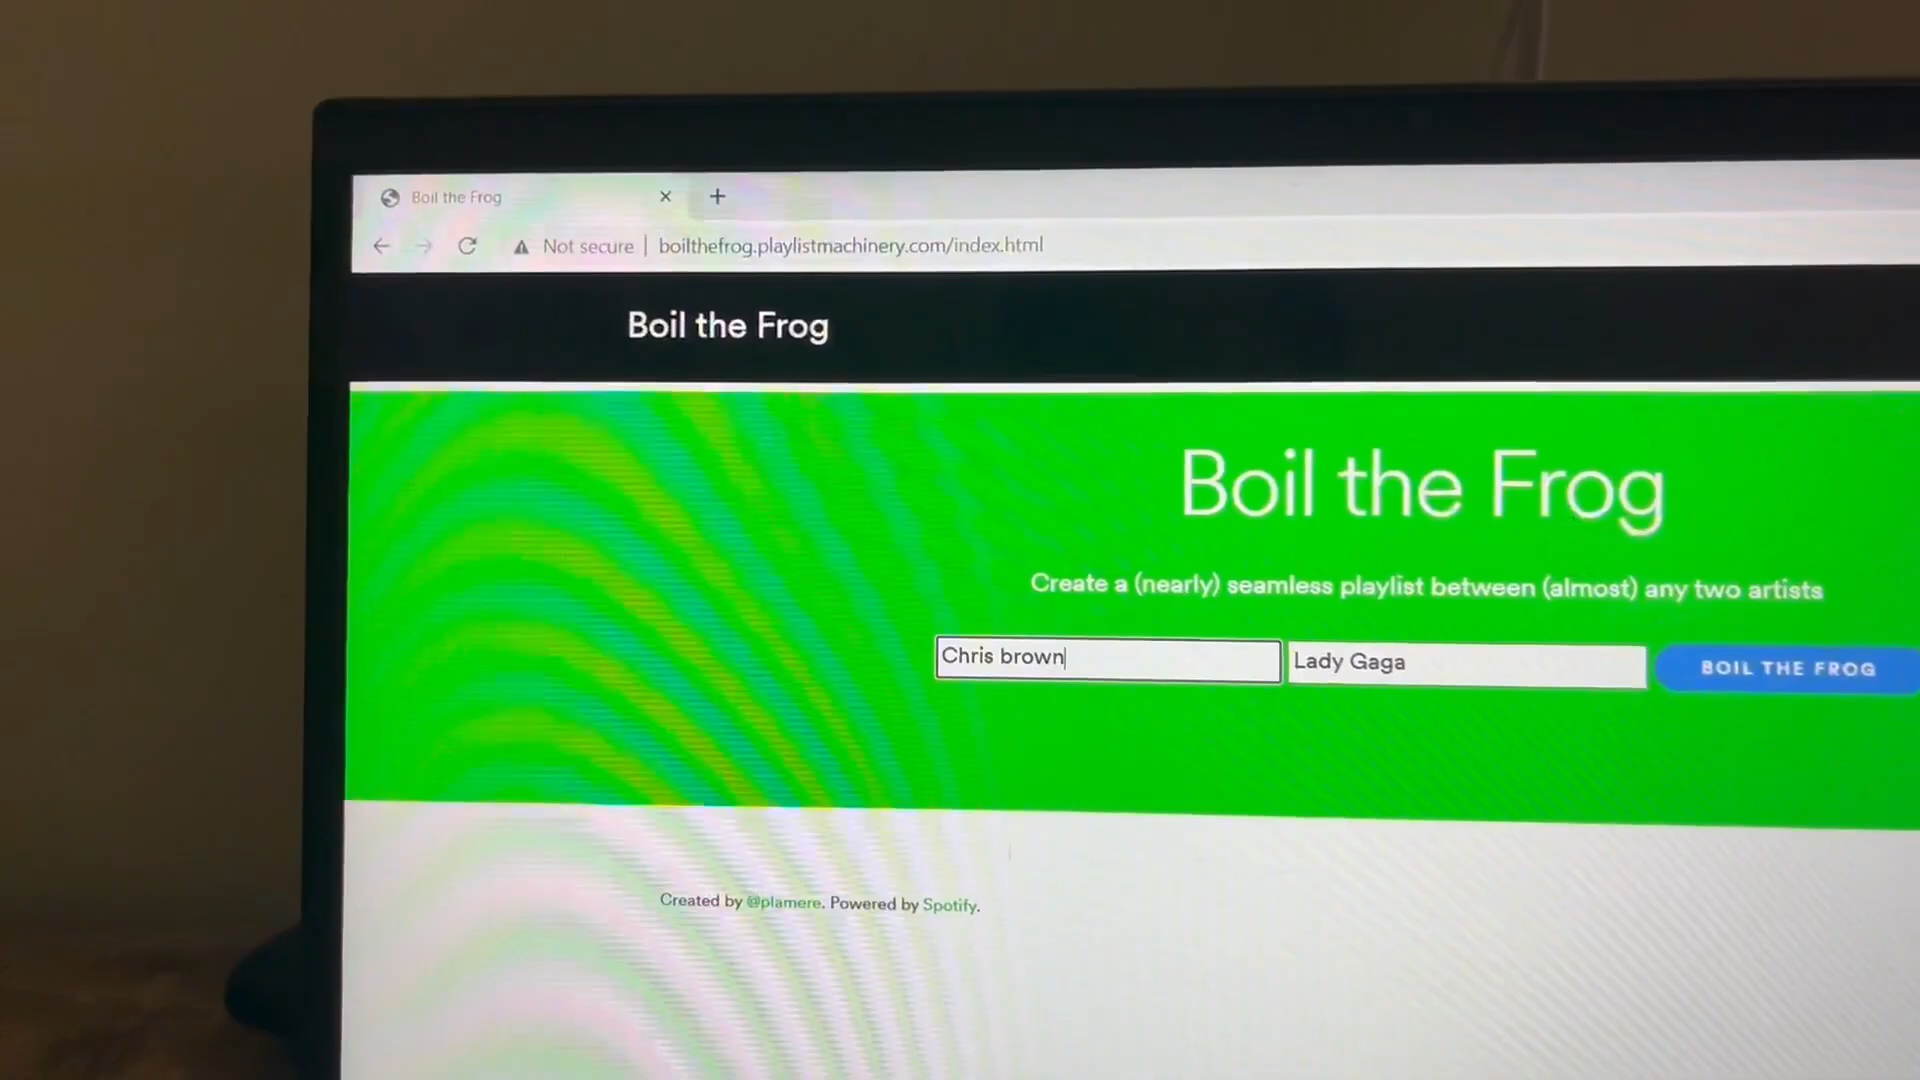 Boil the Frog
Not secure | boilthefrog.playlistmachinery.com/index.html
Boil the Frog
Boil the Frog
Create a (nearly) seamless playlist between (almost) any two artists
Chris brown
Lady Gaga
BOIL THE FROG
Created by @plamere. Powered by Spotify.